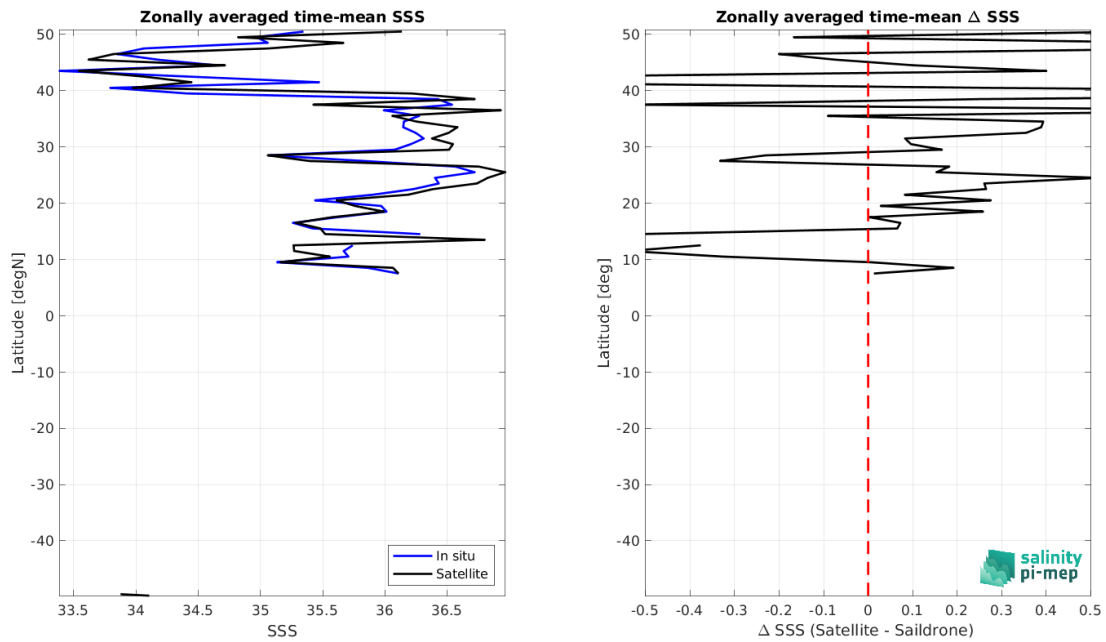 Zonally averaged time-mean SSS
50
40
30
20
10
0
-10
-20
-30
-40
Latitude [degN]
33.5 34 34.5 35 35.5 36 36.5
SSS
In situ
Satellite
Zonally averaged time-mean Δ SSS
50
40
30
20
10
0
-10
-20
-30
-40
Latitude [deg]
-0.5 -0.4 -0.3 -0.2 -0.1 0 0.1 0.2 0.3 0.4 0.5
Δ SSS (Satellite - Saildrone)
salinity
pi-mep